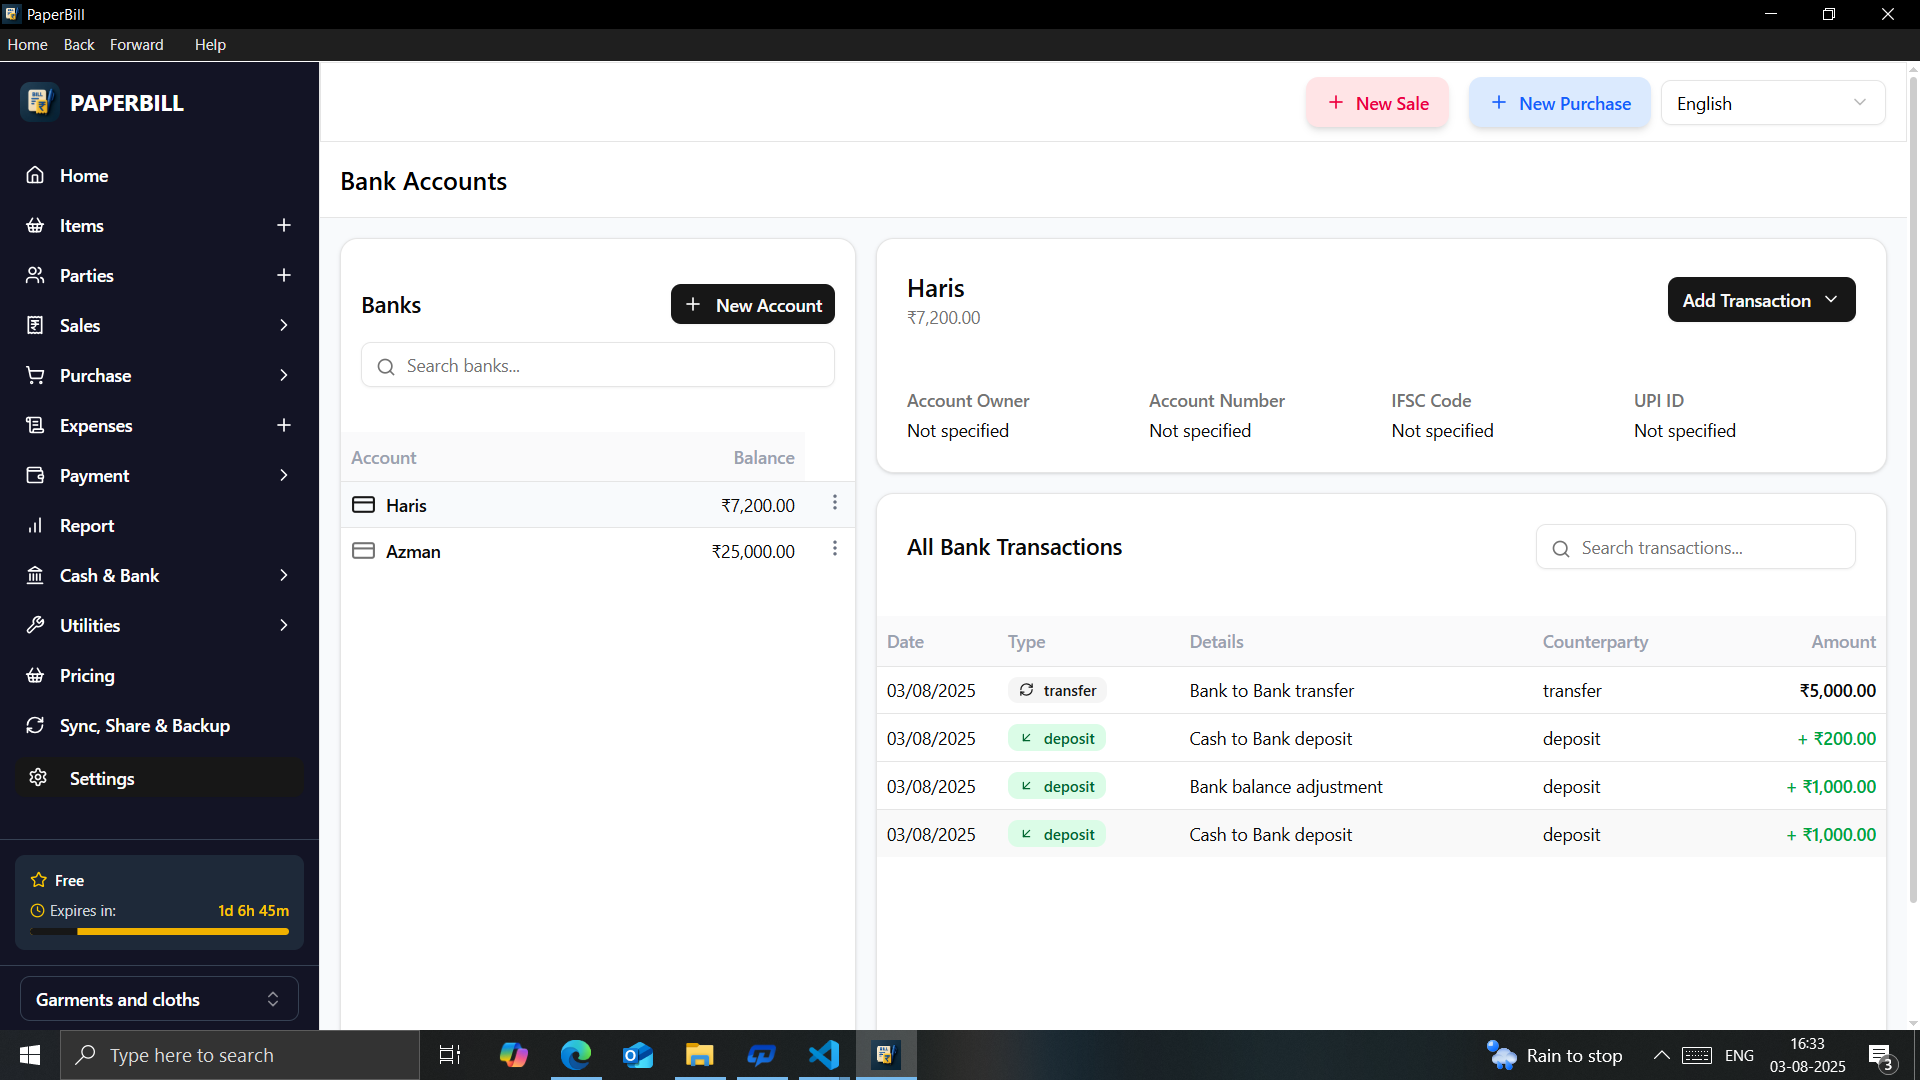 PaperBill
Home Back Forward Help
PAPERBILL
Home
Items
Parties
Sales
Purchase
Expenses
Payment
Report
Cash & Bank
Utilities
Pricing
Sync, Share & Backup
Settings
Free
Expires in: 1d 6h 45m
Garments and cloths
New Sale
New Purchase
English
Bank Accounts
Banks
New Account
Search banks...
Account Balance
Haris ₹7,200.00
Azman ₹25,000.00
Haris
₹7,200.00
Add Transaction
Account Owner Account Number IFSC Code UPI ID
Not specified Not specified Not specified Not specified
All Bank Transactions
Search transactions...
Date Type Details Counterparty Amount
03/08/2025 transfer Bank to Bank transfer transfer ₹5,000.00
03/08/2025 deposit Cash to Bank deposit deposit + ₹200.00
03/08/2025 deposit Bank balance adjustment deposit + ₹1,000.00
03/08/2025 deposit Cash to Bank deposit deposit + ₹1,000.00
Type here to search
Rain to stop
ENG
16:33
03-08-2025
3